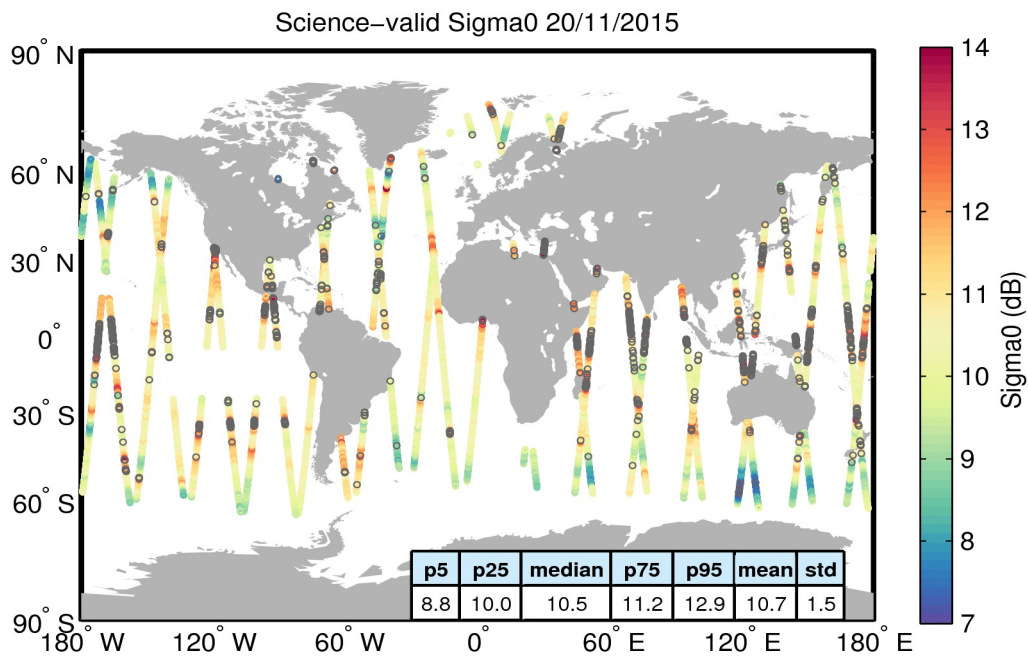 Science−valid Sigma0 20/11/2015
90° N
60° N
30° N
0°
30° S
60° S
90° S
180° W
120° W
60° W
0°
60° E
120° E
180° E
p5 p25 median p75 p95 mean std
8.8 10.0 10.5 11.2 12.9 10.7 1.5
14
13
12
11
10
9
8
7
Sigma0 (dB)